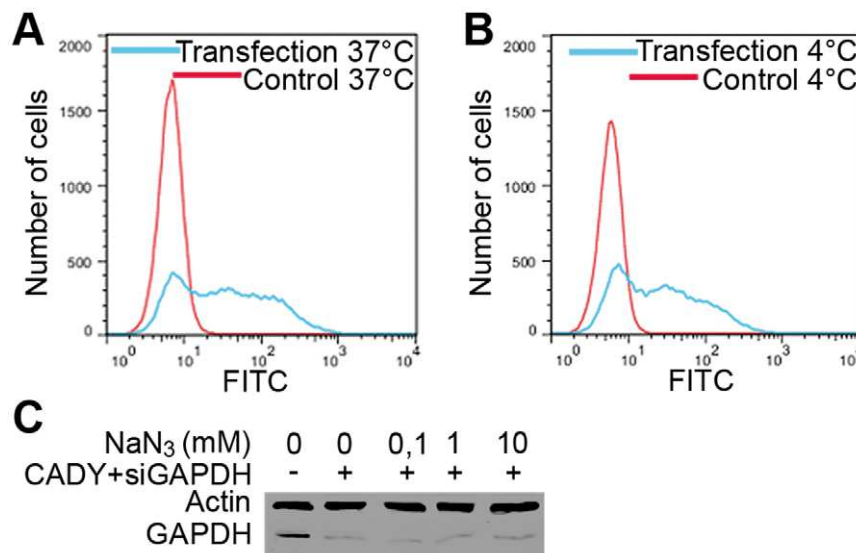 A
Transfection 37°C
Control 37°C
Number of cells
2000
1500
1000
500
0
10⁰ 10¹ 10² 10³ 10⁴
FITC
B
Transfection 4°C
Control 4°C
Number of cells
2000
1500
1000
500
0
10⁰ 10¹ 10² 10³ 10⁴
FITC
C
NaN₃ (mM) 0 0 0,1 1 10
CADY+siGAPDH - + + + +
Actin
GAPDH